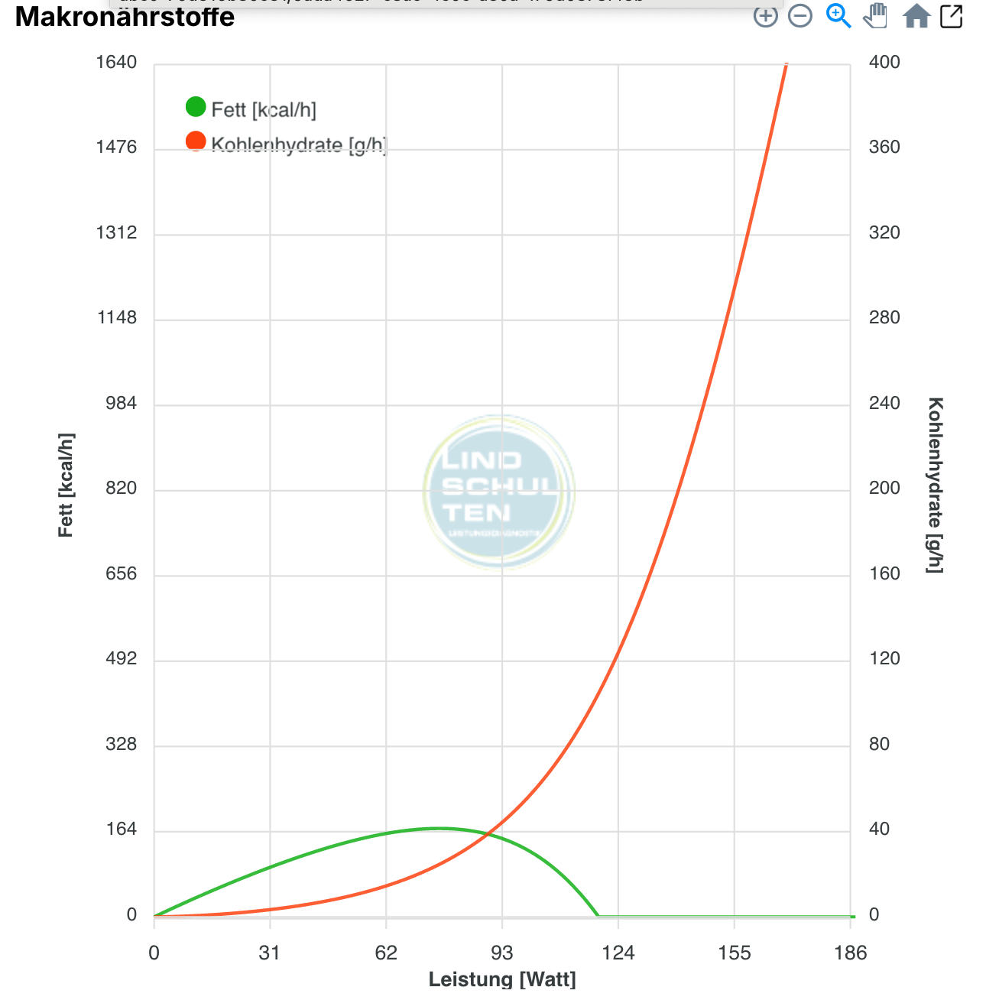 Makronährstoffe
1640
400
Fett [kcal/h]
Kohlenhydrate [g/h]
1476
360
1312
320
1148
280
984
240
820
200
656
160
492
120
328
80
164
40
0
0
Fett [kcal/h]
Kohlenhydrate [g/h]
LIND
SCHUL
TEN
LEISTUNGSDIAGNOSTIK
0
31
62
93
124
155
186
Leistung [Watt]